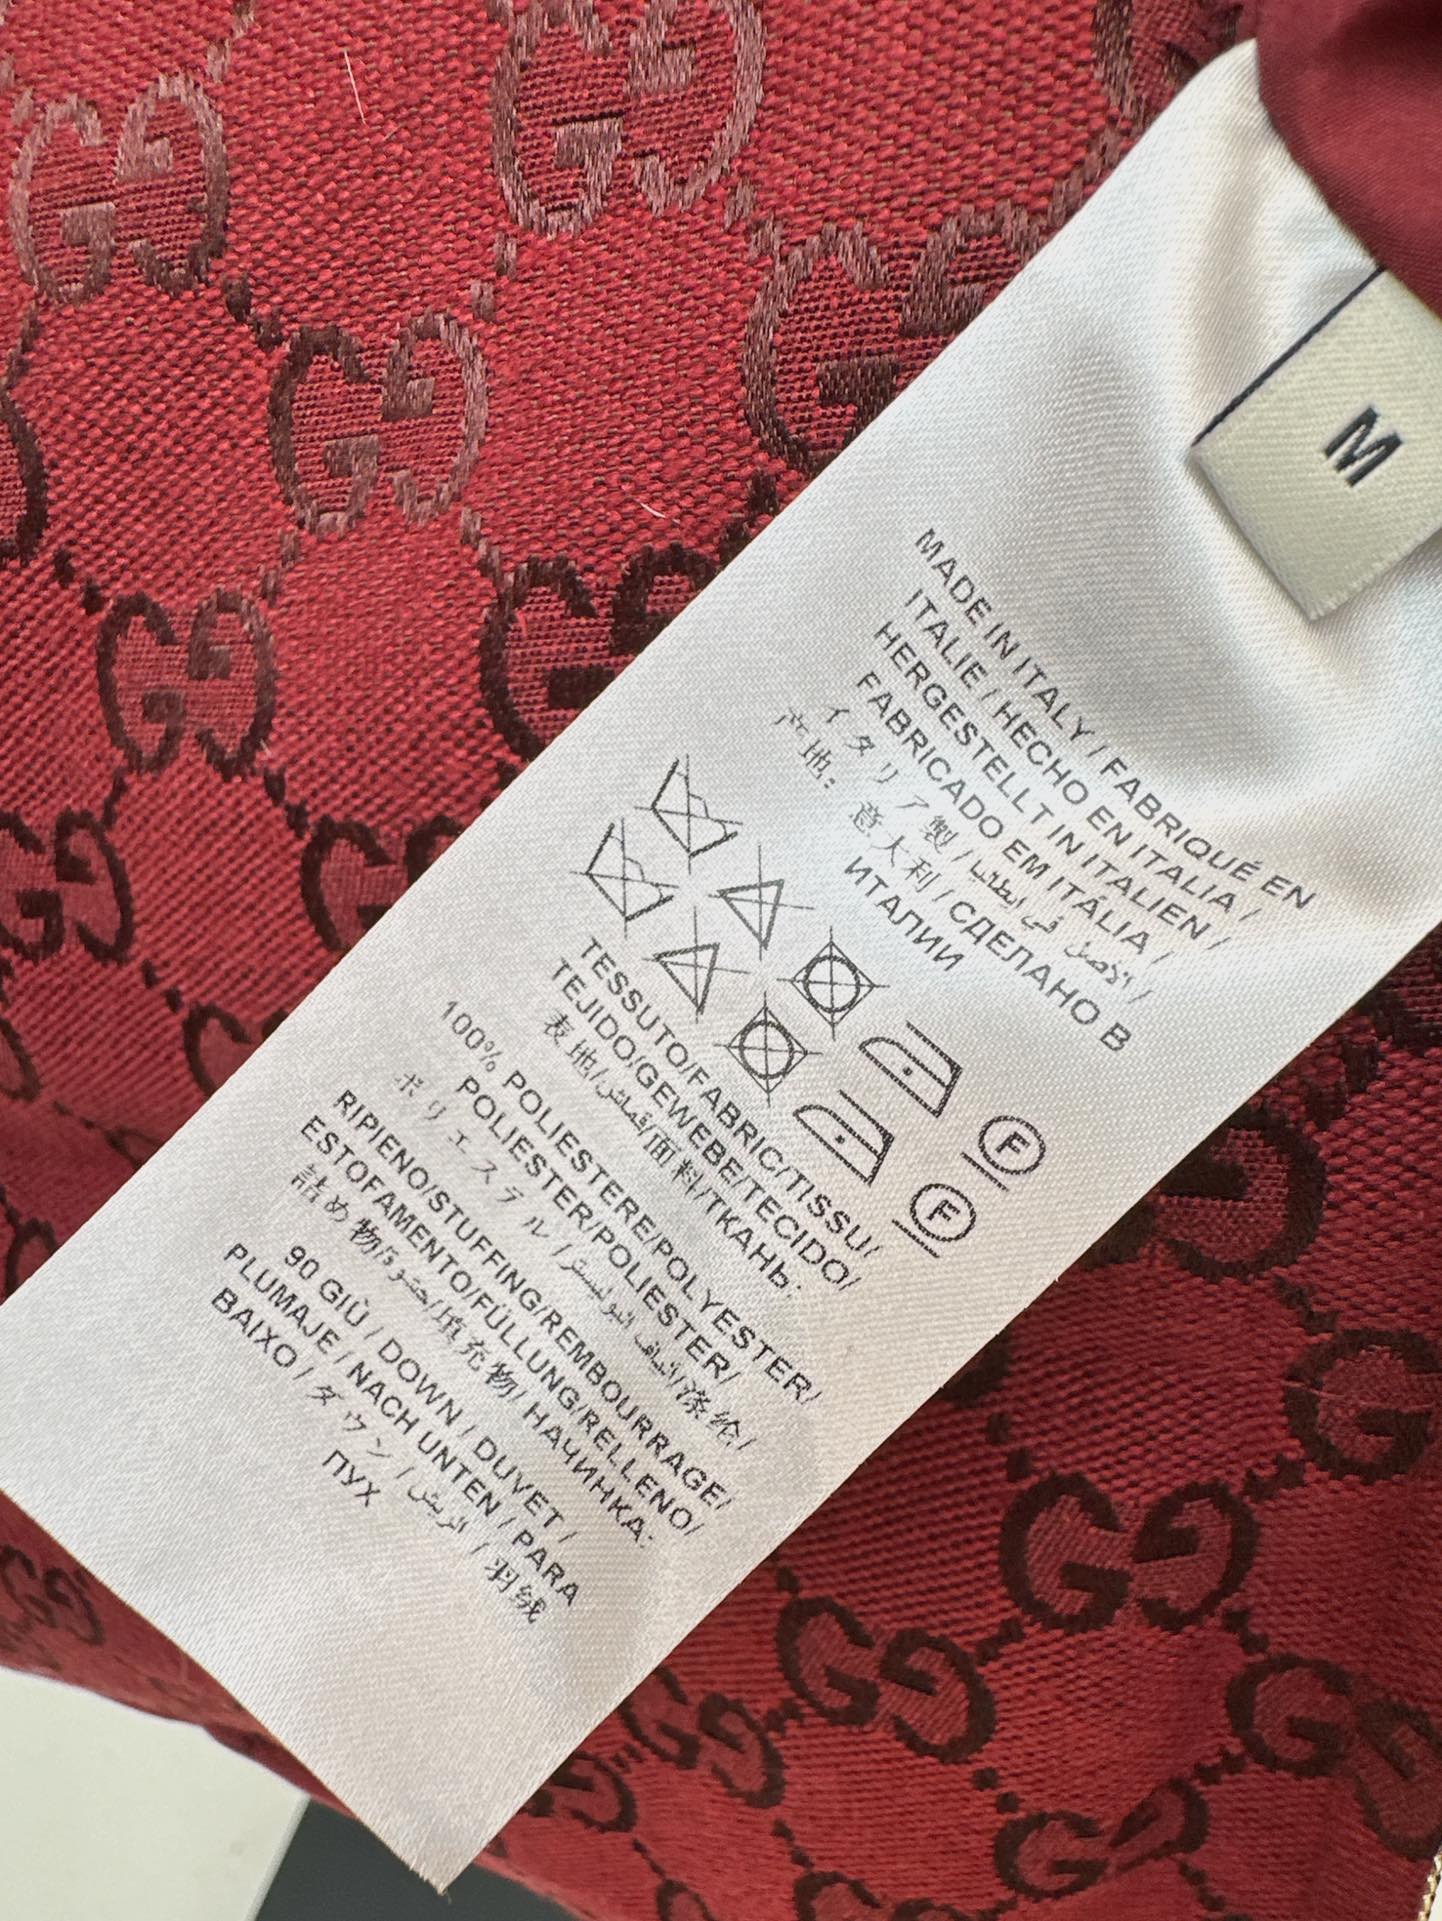 M
MADE IN ITALY / FABRIQUÉ EN
ITALIE / HECHO EN ITALIA /
HERGESTELLT IN ITALIEN /
FABRICADO EM ITÁLIA /
イタリア製 / الاصل في ايطاليا /
产地: 意大利 / СДЕЛАНО В
ИТАЛИИ
F
F
TESSUTO/FABRIC/TISSU/
TEJIDO/GEWEBE/TECIDO/
表地/قماش/面料/ТКАНЬ:
100% POLIESTERE/POLYESTER/
POLIESTER/POLIESTER/
ポリエステル/الياف البوليستر/涤纶/
RIPIENO/STUFFING/REMBOURRAGE/
ESTOFAMENTO/FÜLLUNG/RELLENO/
詰め物/حشوة/填充物/ НАЧИНКА:
90 GIÙ / DOWN / DUVET /
PLUMAJE / NACH UNTEN / PARA
BAIXO / ダウン / الريش / 羽绒
ПУХ